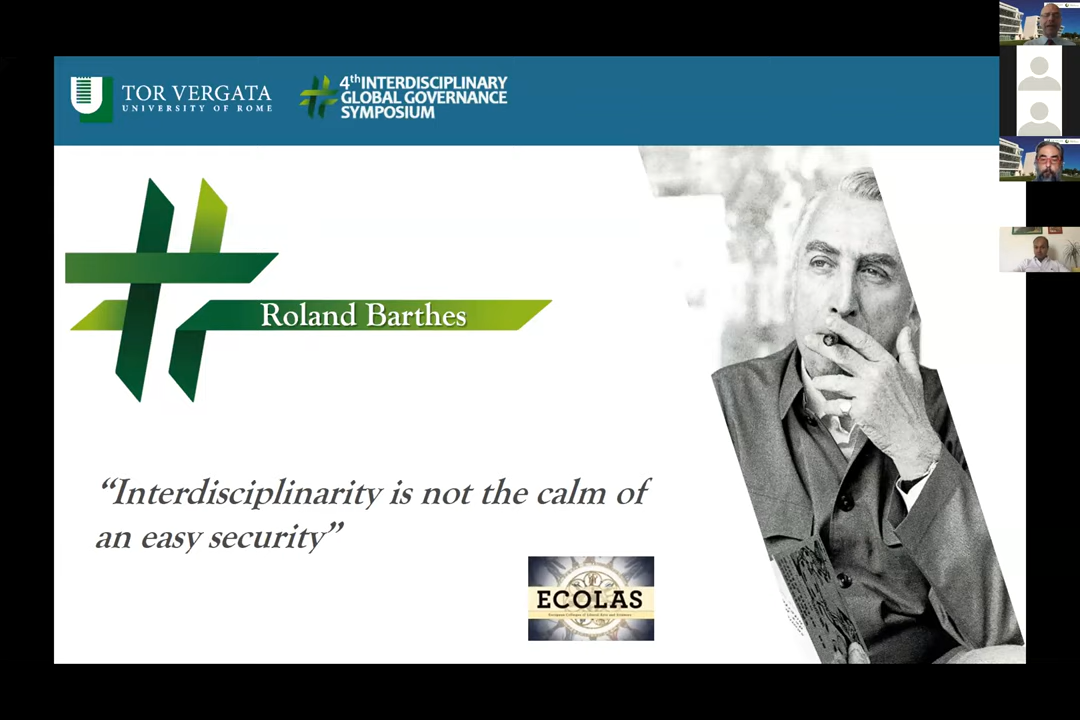 TOR VERGATA
UNIVERSITY OF ROME
4th INTERDISCIPLINARY
GLOBAL GOVERNANCE
SYMPOSIUM
Roland Barthes
“Interdisciplinarity is not the calm of
an easy security”
ECOLAS